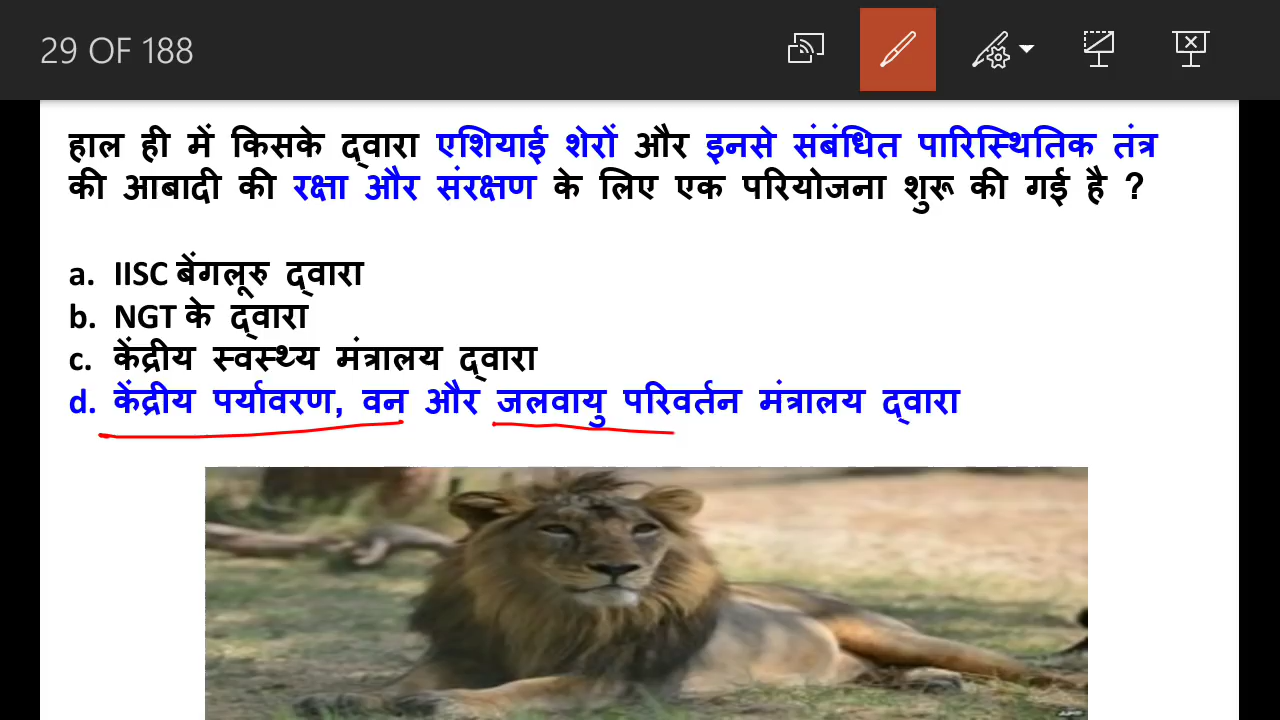 29 OF 188
हाल ही में किसके द्वारा एशियाई शेरों और इनसे संबंधित पारिस्थितिक तंत्र
की आबादी की रक्षा और संरक्षण के लिए एक परियोजना शुरू की गई है ?
a. IISC बेंगलूरु द्वारा
b. NGT के द्वारा
c. केंद्रीय स्वस्थ्य मंत्रालय द्वारा
d. केंद्रीय पर्यावरण, वन और जलवायु परिवर्तन मंत्रालय द्वारा